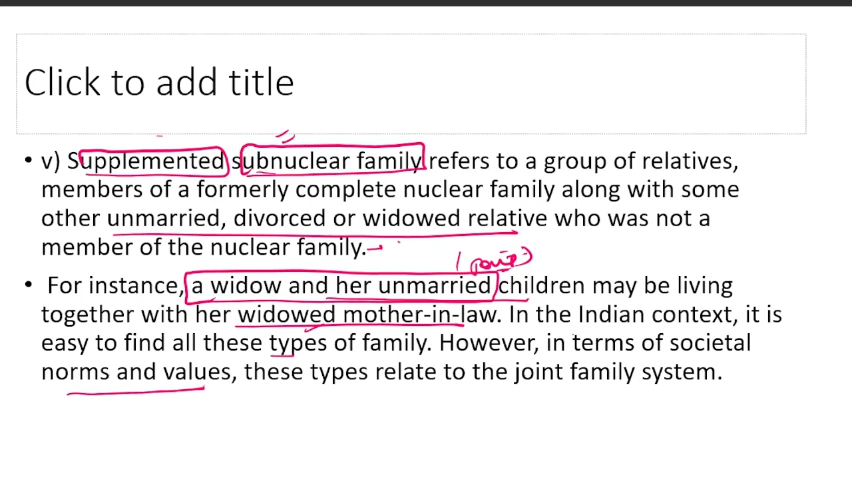 Click to add title
• v) Supplemented subnuclear family refers to a group of relatives,
members of a formerly complete nuclear family along with some
other unmarried, divorced or widowed relative who was not a
member of the nuclear family.
• For instance, a widow and her unmarried children may be living
together with her widowed mother-in-law. In the Indian context, it is
easy to find all these types of family. However, in terms of societal
norms and values, these types relate to the joint family system.